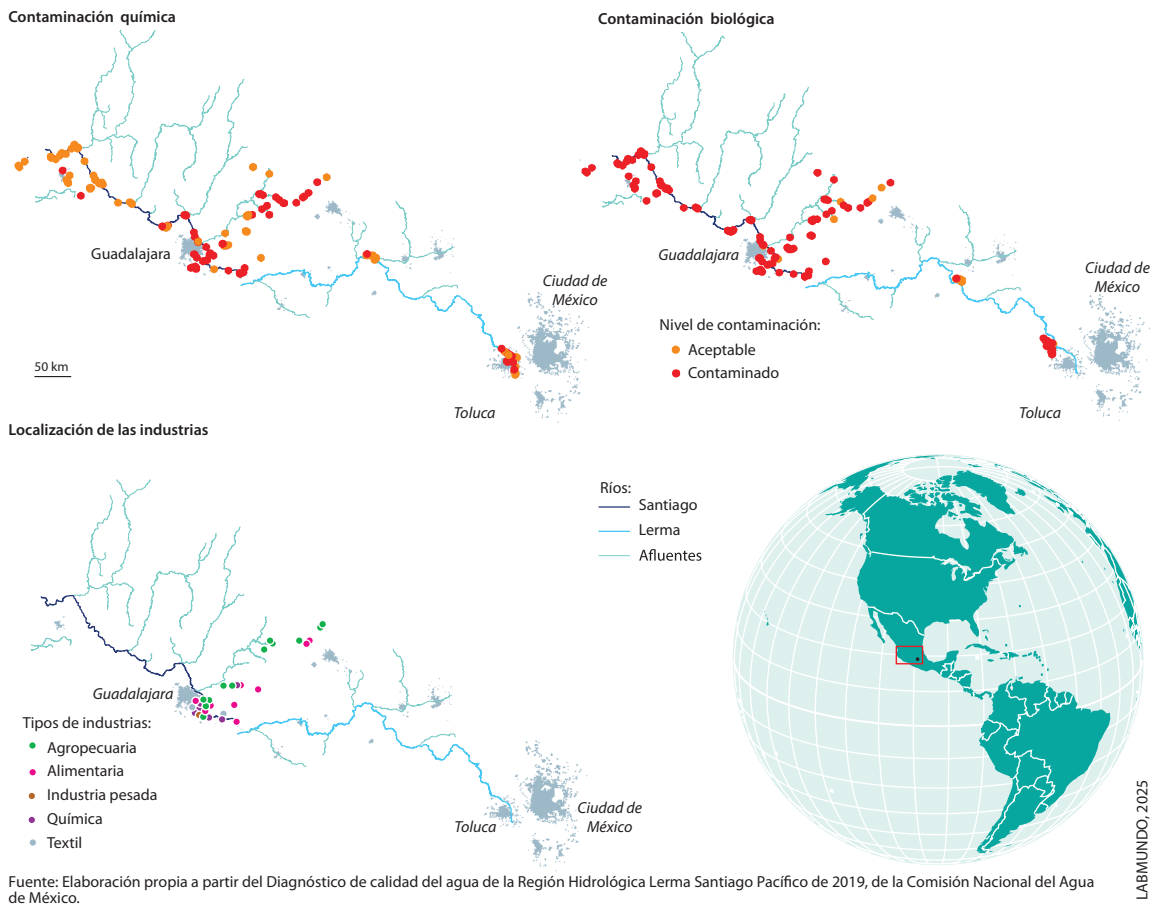 Contaminación química
Guadalajara
Ciudad de
México
50 km
Toluca
Contaminación biológica
Guadalajara
Ciudad de
México
Nivel de contaminación:
Aceptable
Contaminado
Toluca
Localización de las industrias
Guadalajara
Tipos de industrias:
Agropecuaria
Alimentaria
Industria pesada
Química
Textil
Toluca
Ciudad de
México
Ríos:
Santiago
Lerma
Afluentes
LABMUNDO, 2025
Fuente: Elaboración propia a partir del Diagnóstico de calidad del agua de la Región Hidrológica Lerma Santiago Pacífico de 2019, de la Comisión Nacional del Agua
de México.